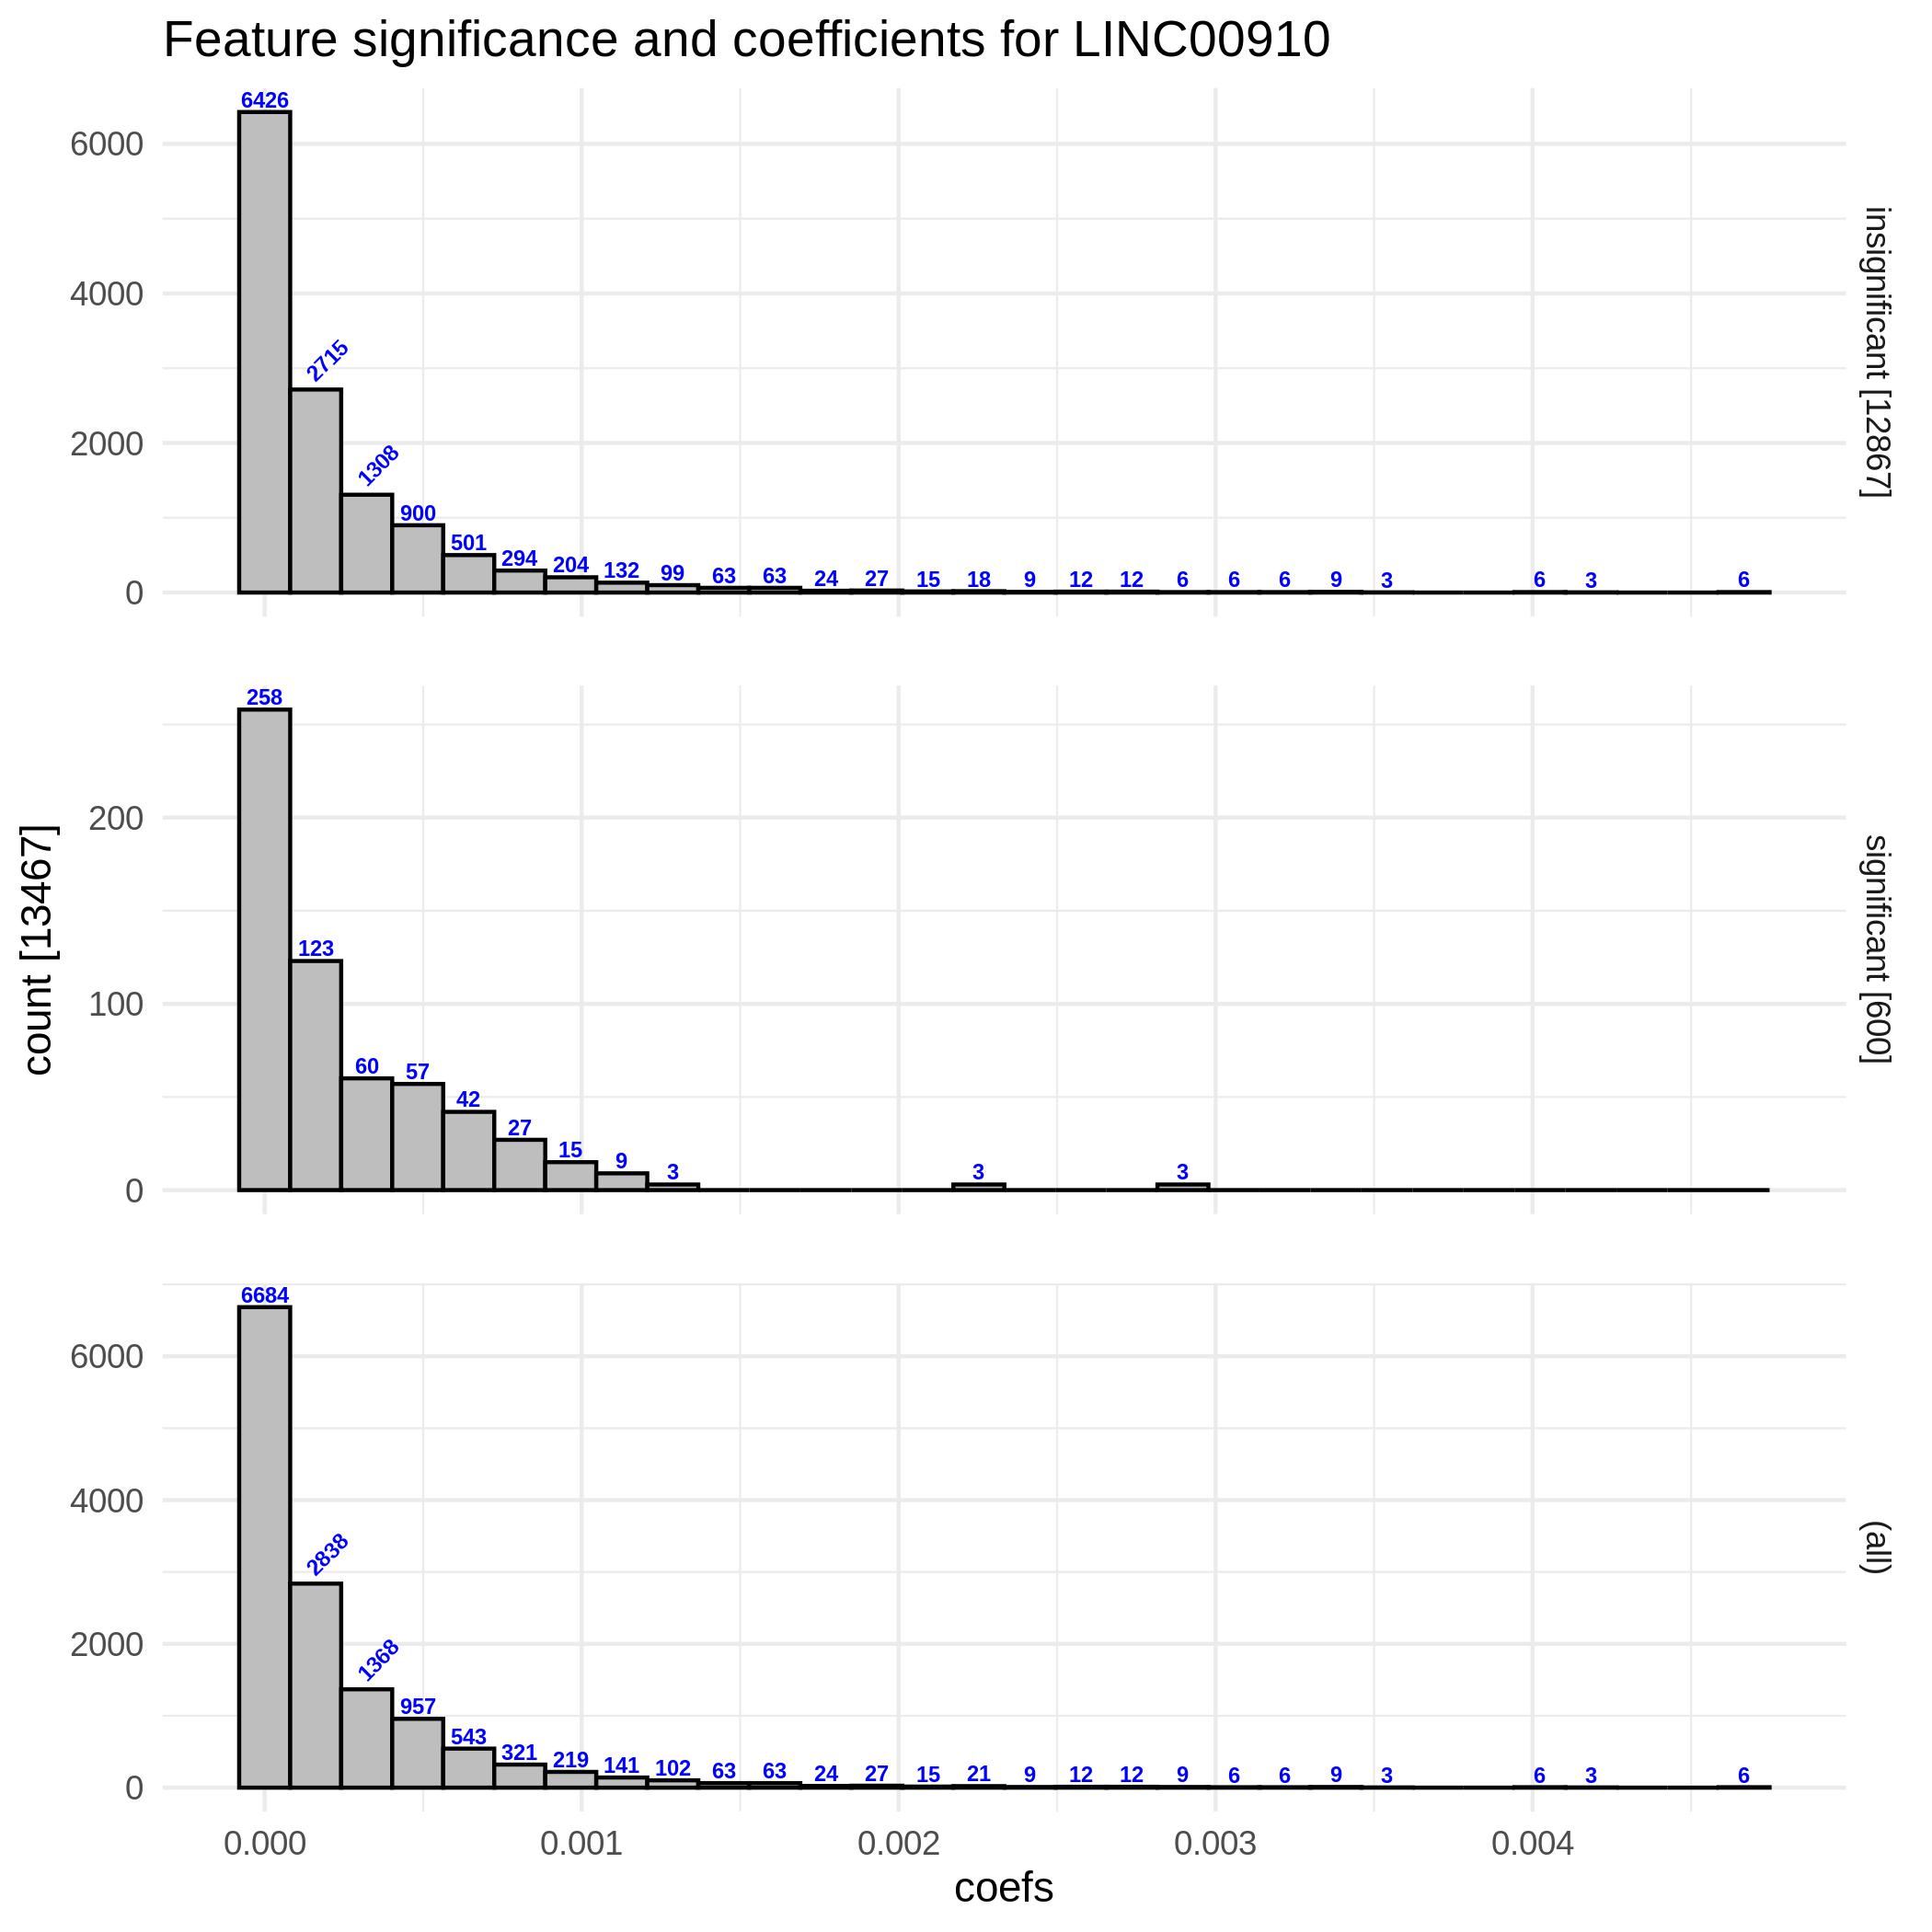 Feature significance and coefficients for LINC00910
6426
6000
4000
2715
2000
1308
900
501
294 204 132 99 63 63 24 27 15 18 9 12 12 6 6 6 9 3 6 3 6
0
insignificant [12867]
258
200
123
100
60 57
42
27
15
9
3 3 3
0
significant [600]
count [13467]
6684
6000
4000
2838
2000
1368
957
543
321 219 141 102 63 63 24 27 15 21 9 12 12 9 6 6 9 3 6 3 6
0
(all)
0.000 0.001 0.002 0.003 0.004
coefs